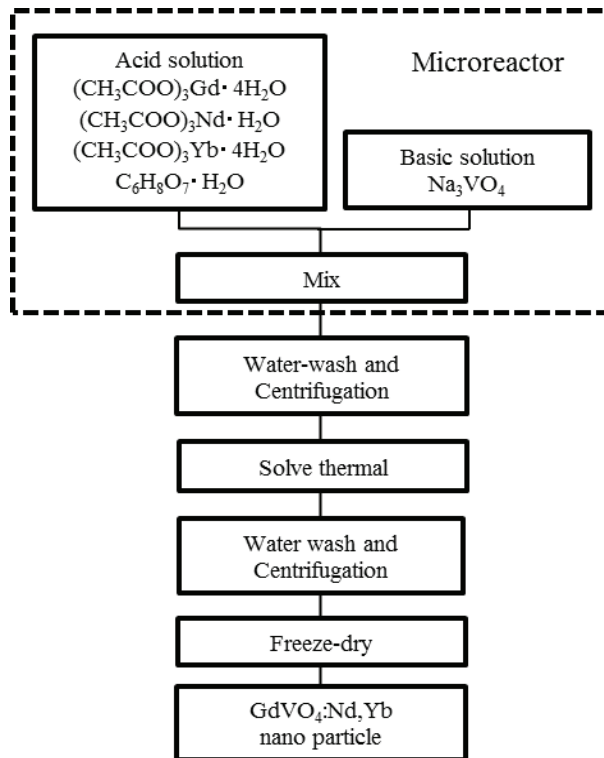 Acid solution
(CH₃COO)₃Gd・4H₂O
(CH₃COO)₃Nd・H₂O
(CH₃COO)₃Yb・4H₂O
C₆H₈O₇・H₂O
Microreactor
Basic solution
Na₃VO₄
Mix
Water-wash and
Centrifugation
Solve thermal
Water wash and
Centrifugation
Freeze-dry
GdVO₄:Nd,Yb
nano particle